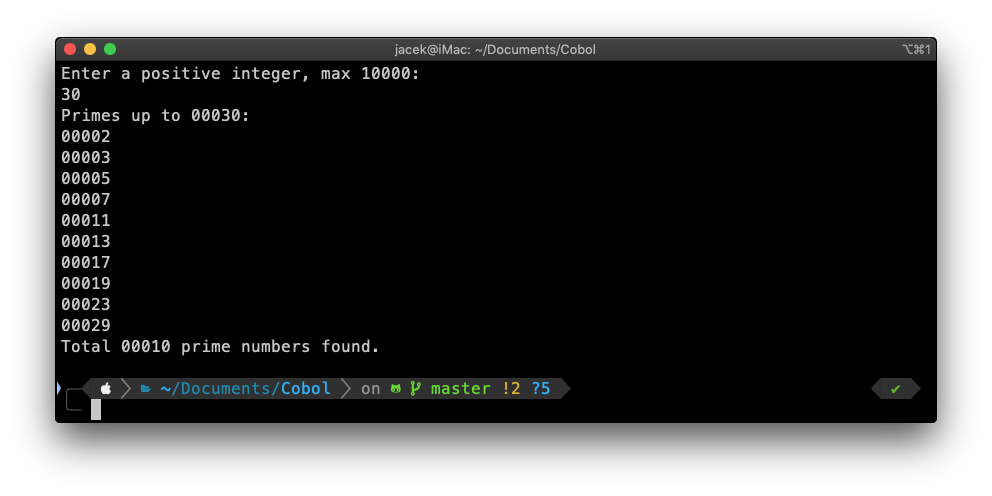 jacek@iMac: ~/Documents/Cobol ⌥⌘1
Enter a positive integer, max 10000:
30
Primes up to 00030:
00002
00003
00005
00007
00011
00013
00017
00019
00023
00029
Total 00010 prime numbers found.
~/Documents/Cobol on master !2 ?5 ✔